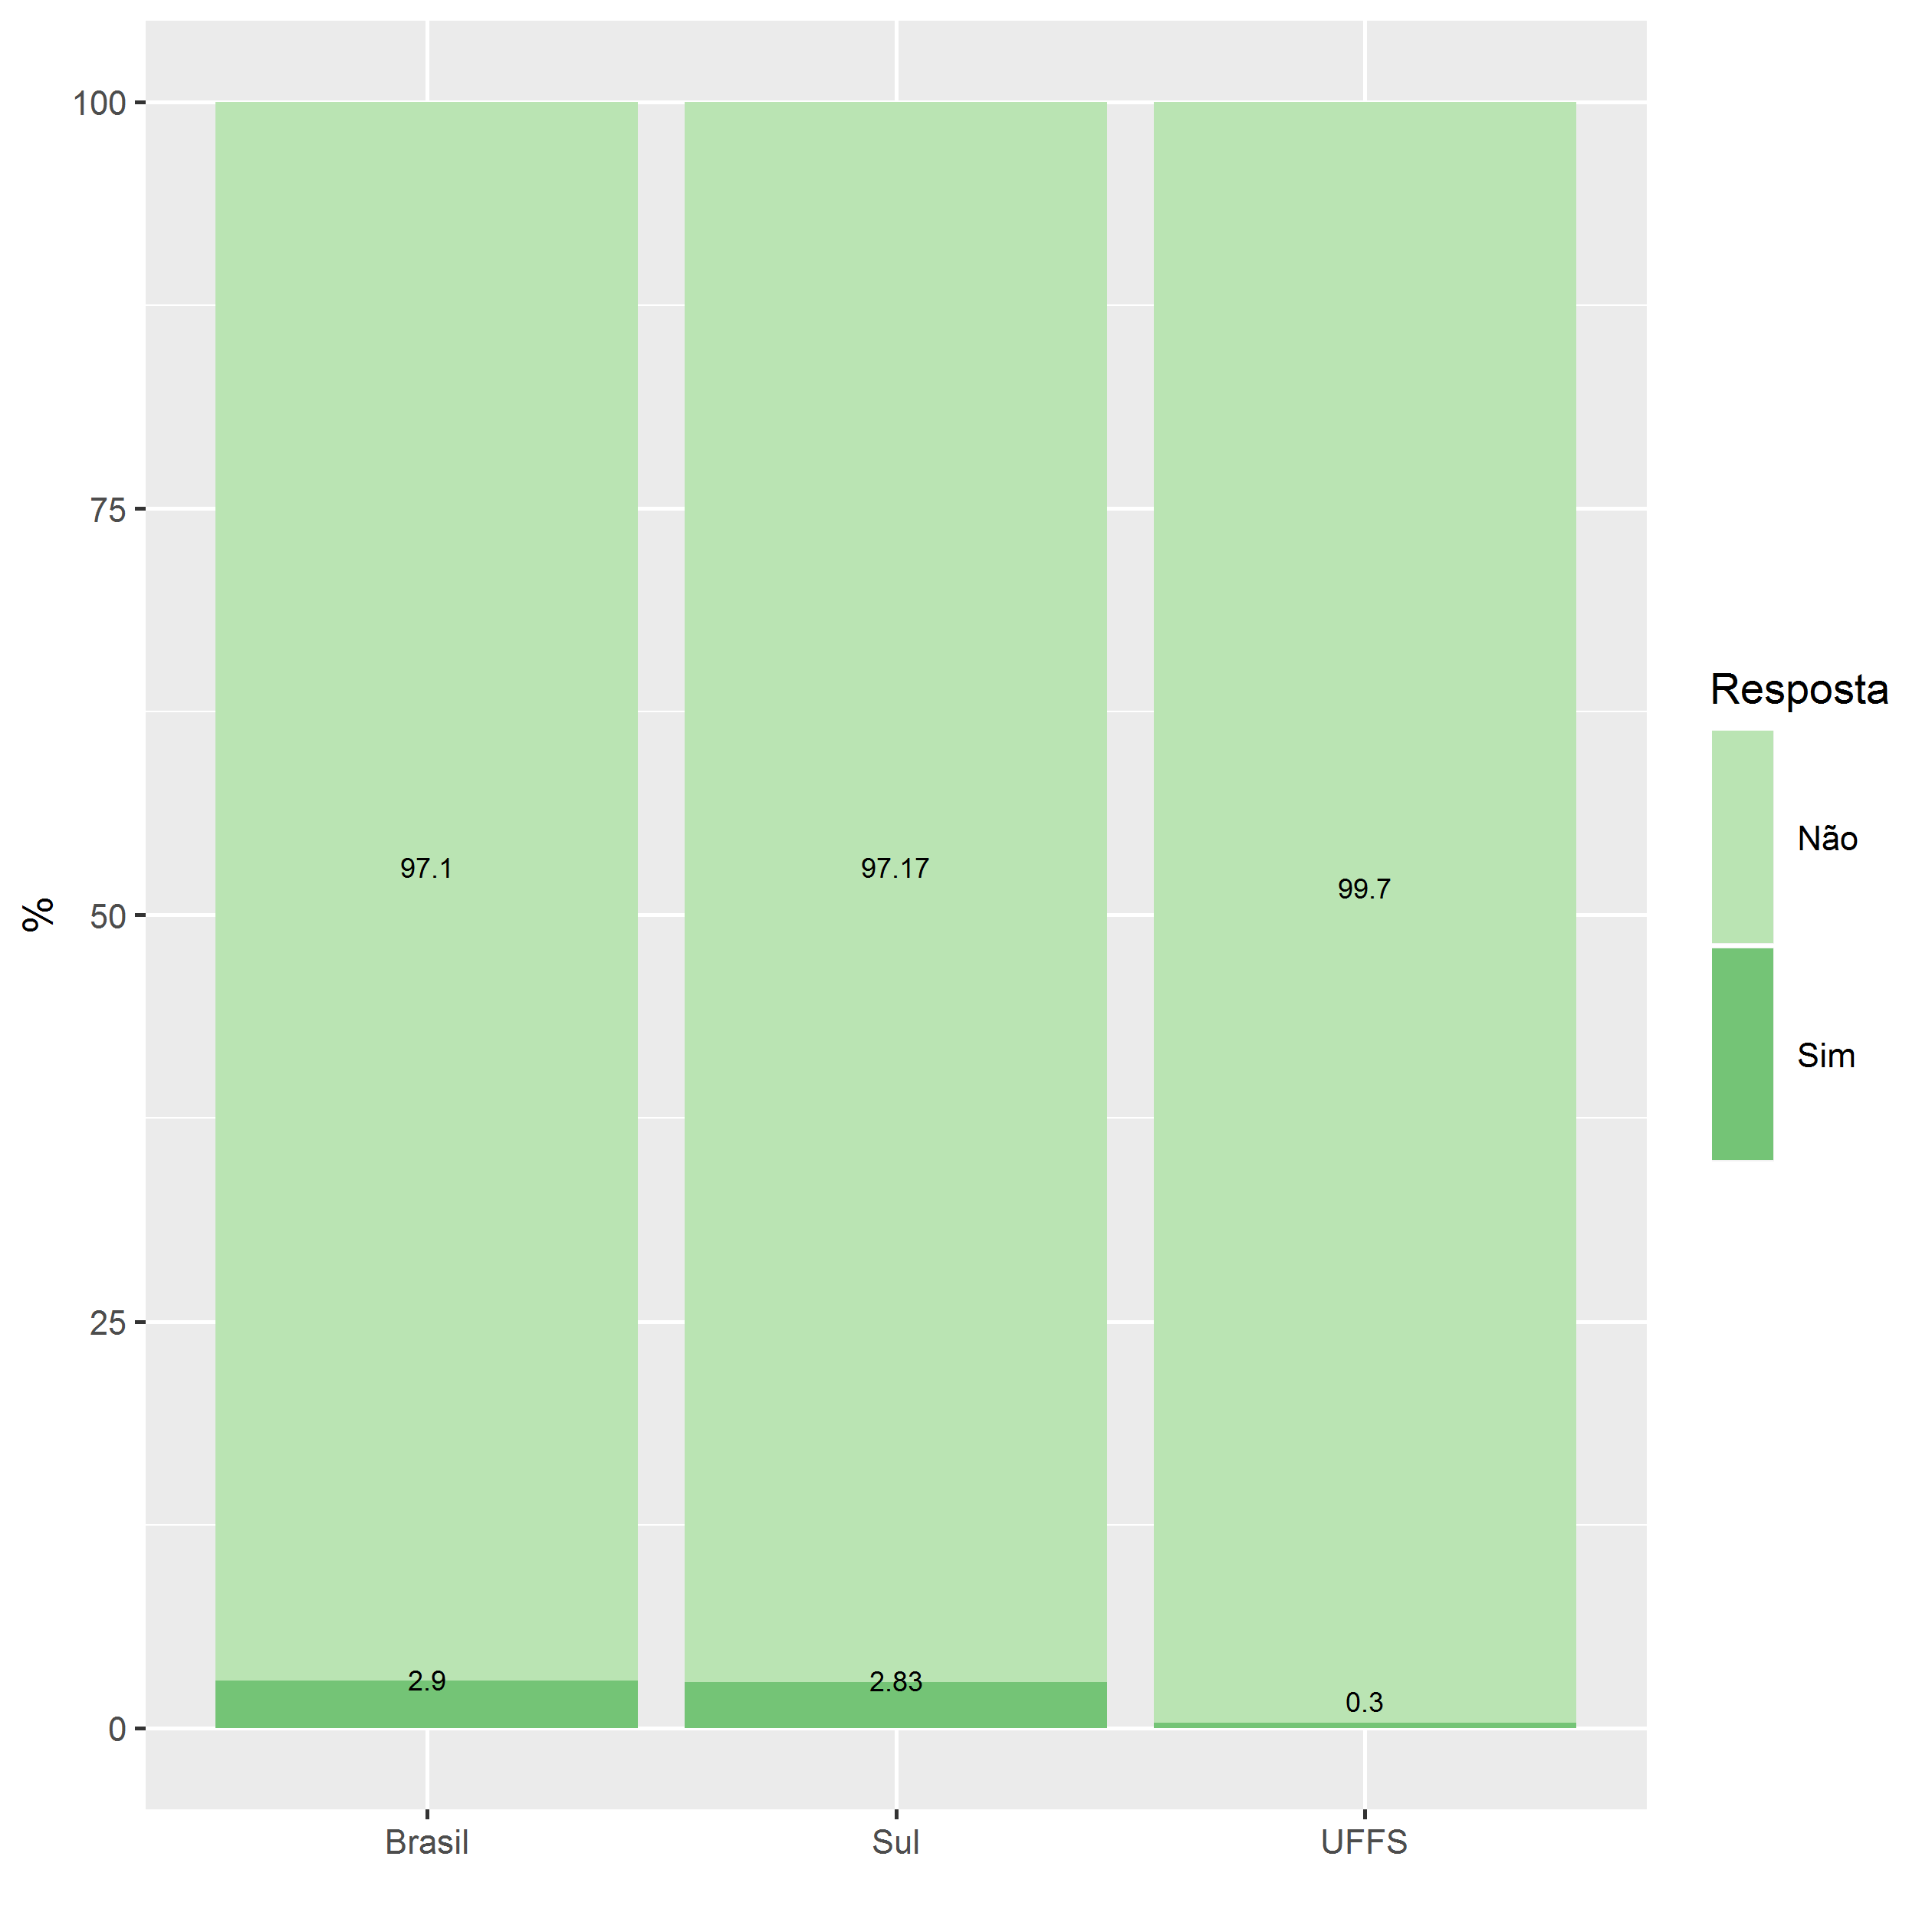 100
75
50
25
0
%
97.1
97.17
99.7
2.9
2.83
0.3
Brasil
Sul
UFFS
Resposta
Não
Sim